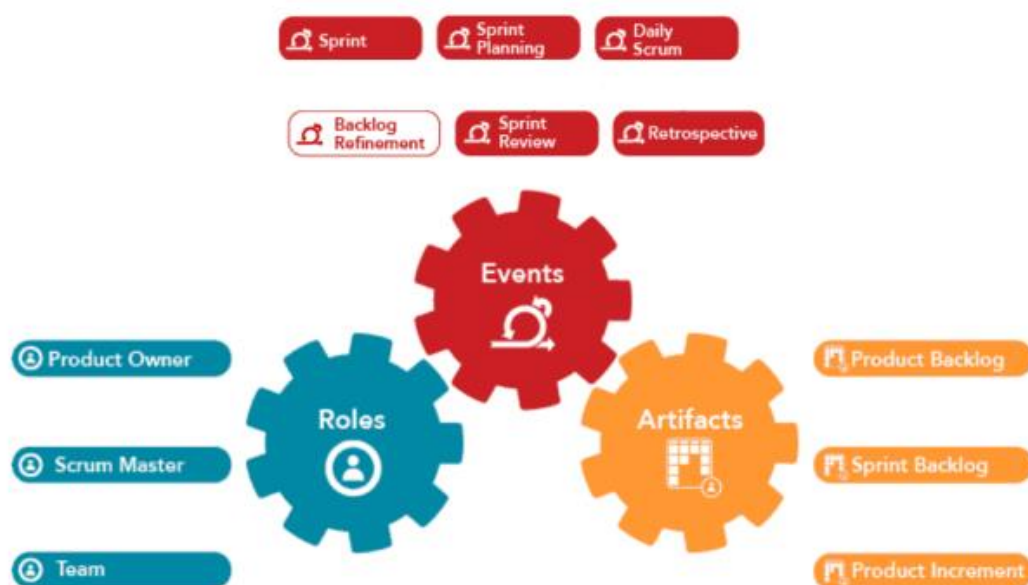 Sprint
Sprint
Planning
Daily
Scrum
Backlog
Refinement
Sprint
Review
Retrospective
Events
Product Owner
Product Backlog
Roles
Artifacts
Scrum Master
Sprint Backlog
Team
Product Increment